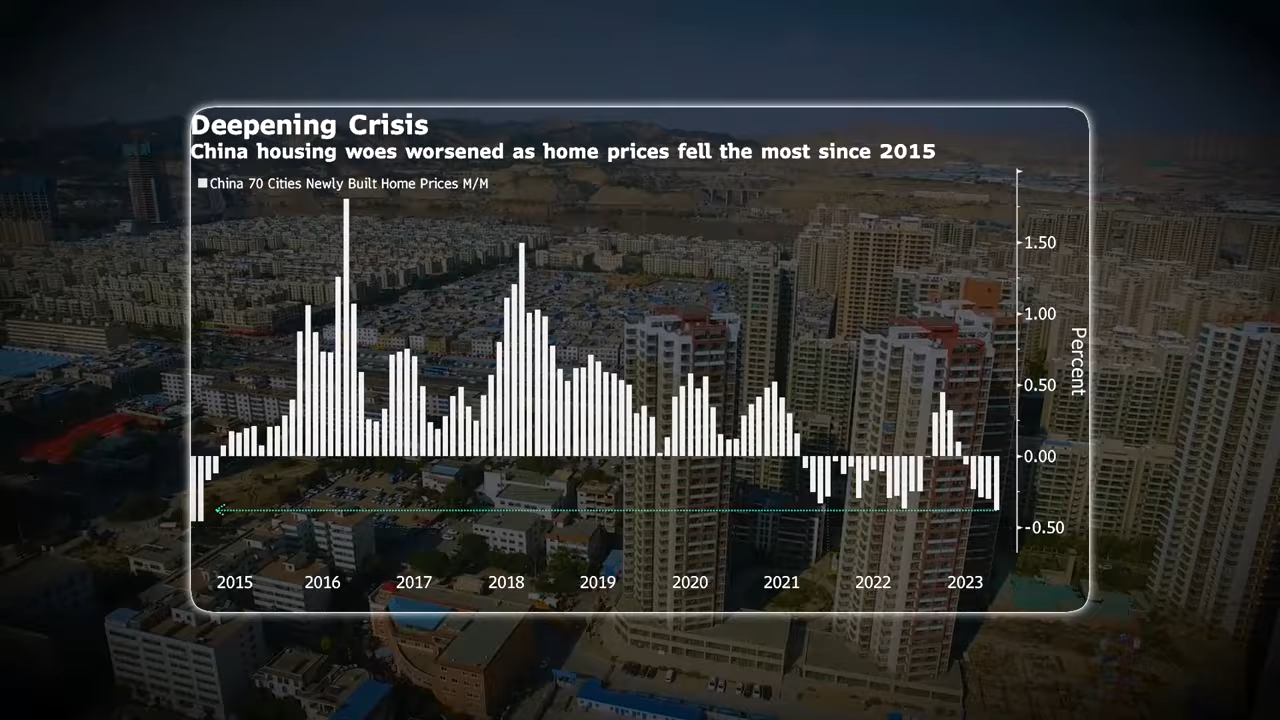 Deepening Crisis
China housing woes worsened as home prices fell the most since 2015
China 70 Cities Newly Built Home Prices M/M
1.50
1.00
0.50
0.00
-0.50
Percent
2015 2016 2017 2018 2019 2020 2021 2022 2023